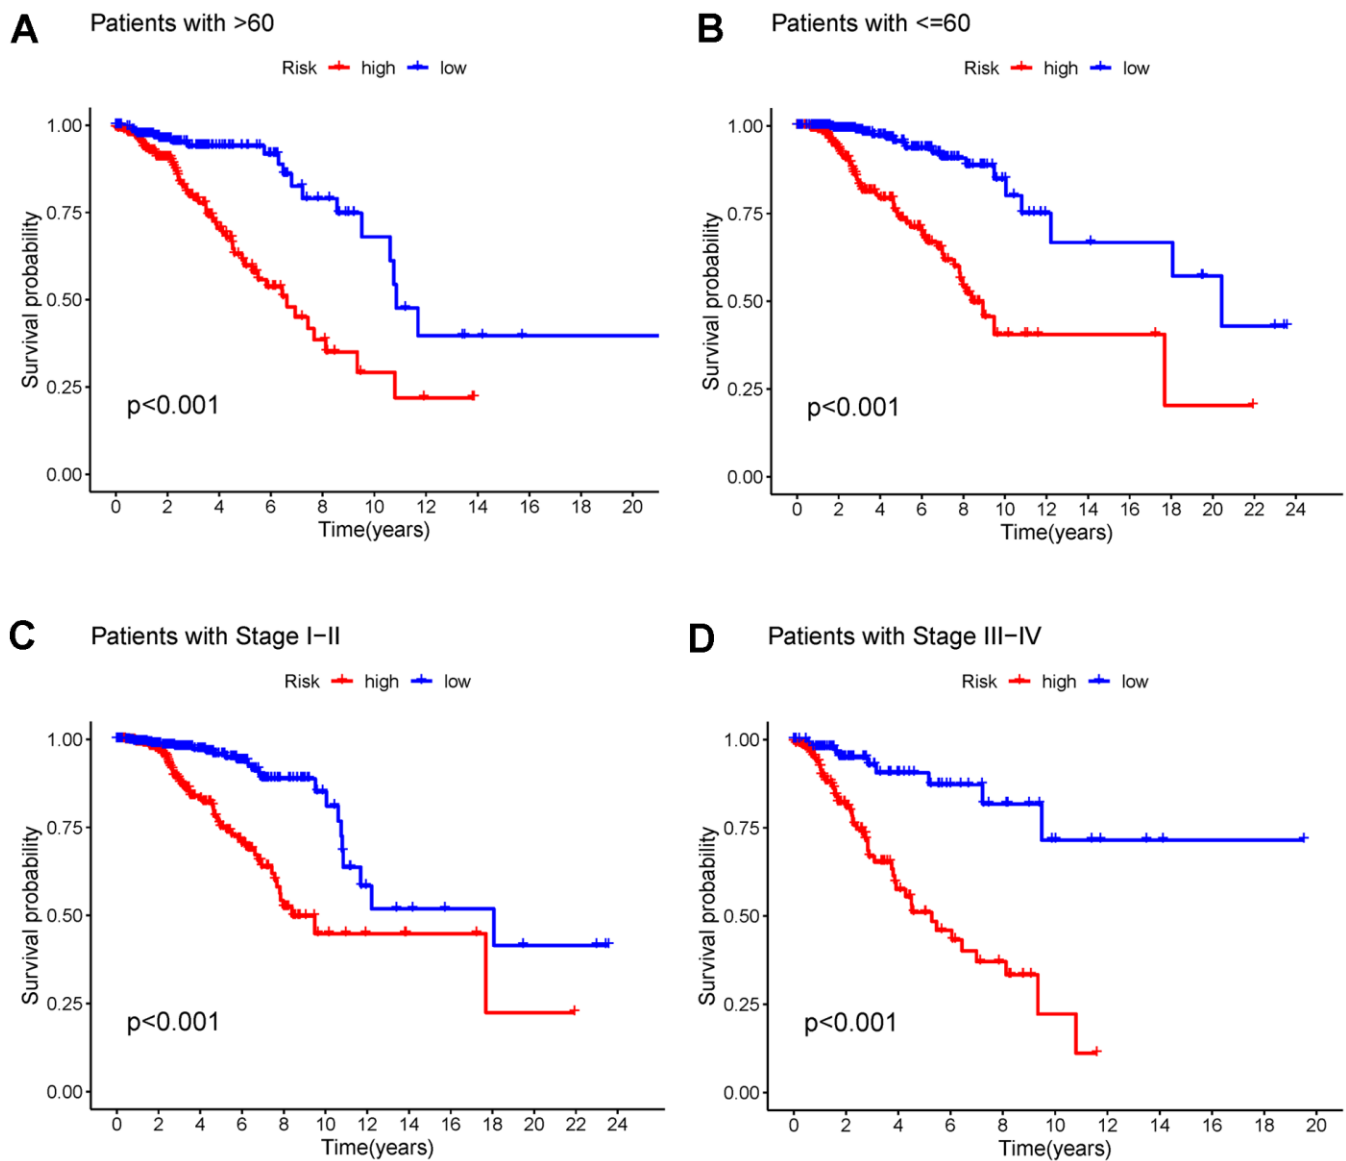 A Patients with >60
Risk high low
Survival probability
1.00
0.75
0.50
0.25
0.00
p<0.001
0 2 4 6 8 10 12 14 16 18 20
Time(years)
B Patients with <=60
Risk high low
Survival probability
1.00
0.75
0.50
0.25
0.00
p<0.001
0 2 4 6 8 10 12 14 16 18 20 22 24
Time(years)
C Patients with Stage I−II
Risk high low
Survival probability
1.00
0.75
0.50
0.25
0.00
p<0.001
0 2 4 6 8 10 12 14 16 18 20 22 24
Time(years)
D Patients with Stage III−IV
Risk high low
Survival probability
1.00
0.75
0.50
0.25
0.00
p<0.001
0 2 4 6 8 10 12 14 16 18 20
Time(years)